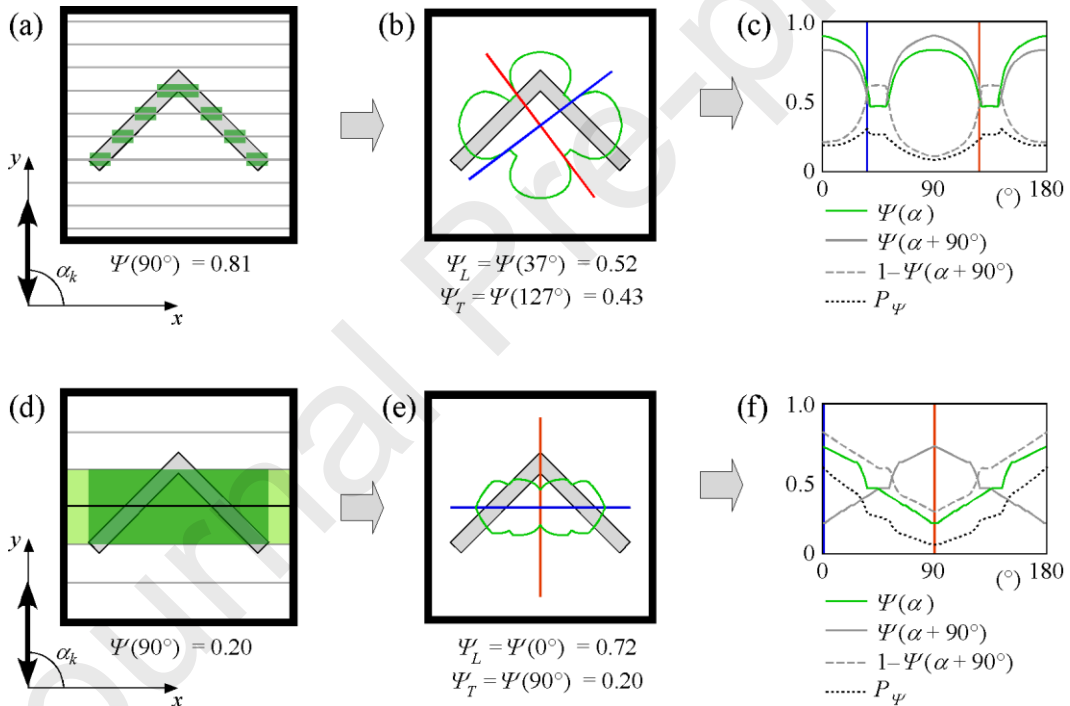 (a)
y
α_k
x
Ψ(90°) = 0.81
(b)
Ψ_L = Ψ(37°) = 0.52
Ψ_T = Ψ(127°) = 0.43
(c)
1.0
0.5
0
0 90 (°) 180
Ψ(α)
Ψ(α + 90°)
1–Ψ(α + 90°)
P_Ψ
(d)
y
α_k
x
Ψ(90°) = 0.20
(e)
Ψ_L = Ψ(0°) = 0.72
Ψ_T = Ψ(90°) = 0.20
(f)
1.0
0.5
0
0 90 (°) 180
Ψ(α)
Ψ(α + 90°)
1–Ψ(α + 90°)
P_Ψ
ournal Pre-p